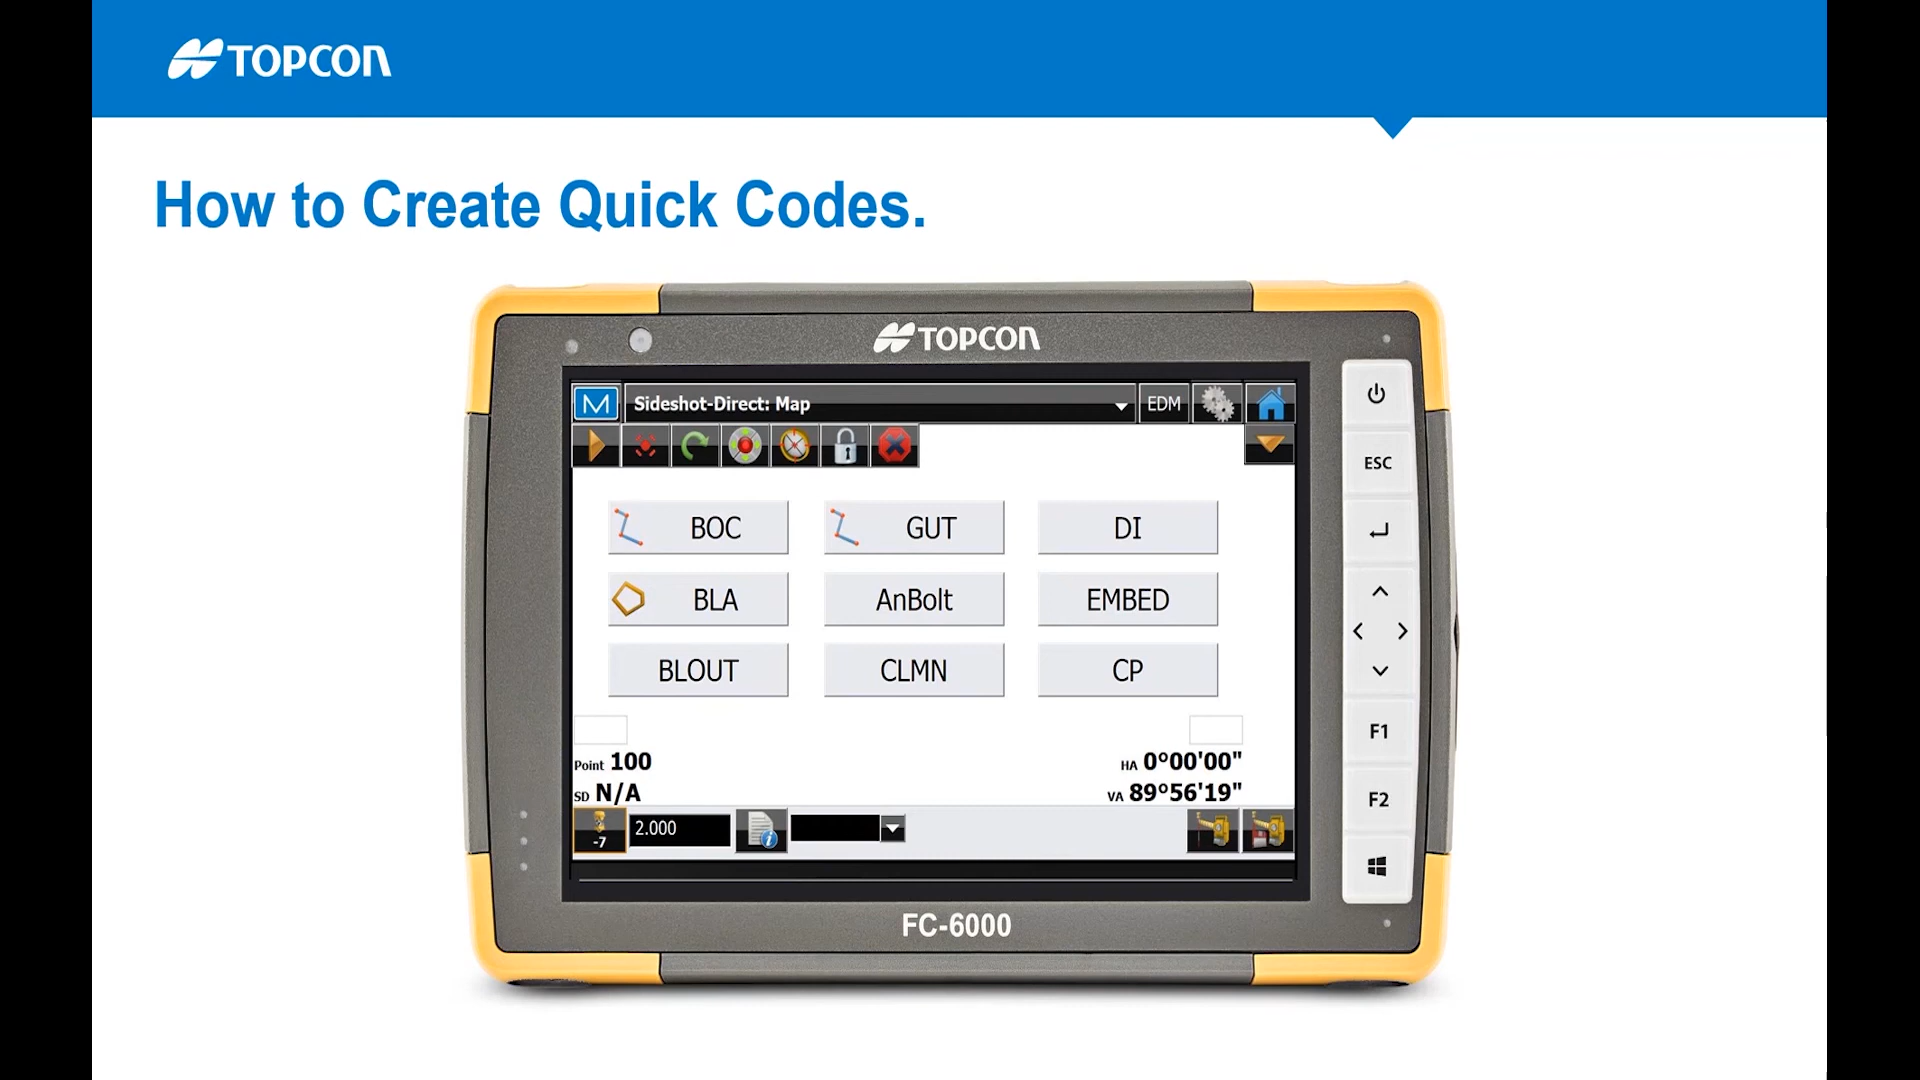 TOPCON
How to Create Quick Codes.
TOPCON
Sideshot-Direct: Map
EDM
ESC
BOC GUT DI
BLA AnBolt EMBED
BLOUT CLMN CP
Point 100 HA 0°00'00"
SD N/A VA 89°56'19"
-7 2.000
F1
F2
FC-6000